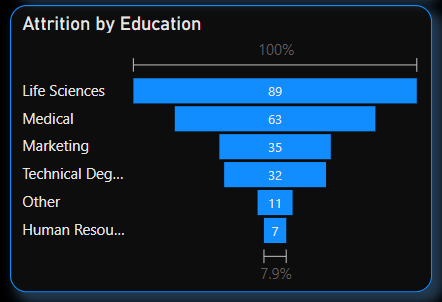 Attrition by Education
100%
Life Sciences 89
Medical 63
Marketing 35
Technical Deg... 32
Other 11
Human Resou... 7
7.9%